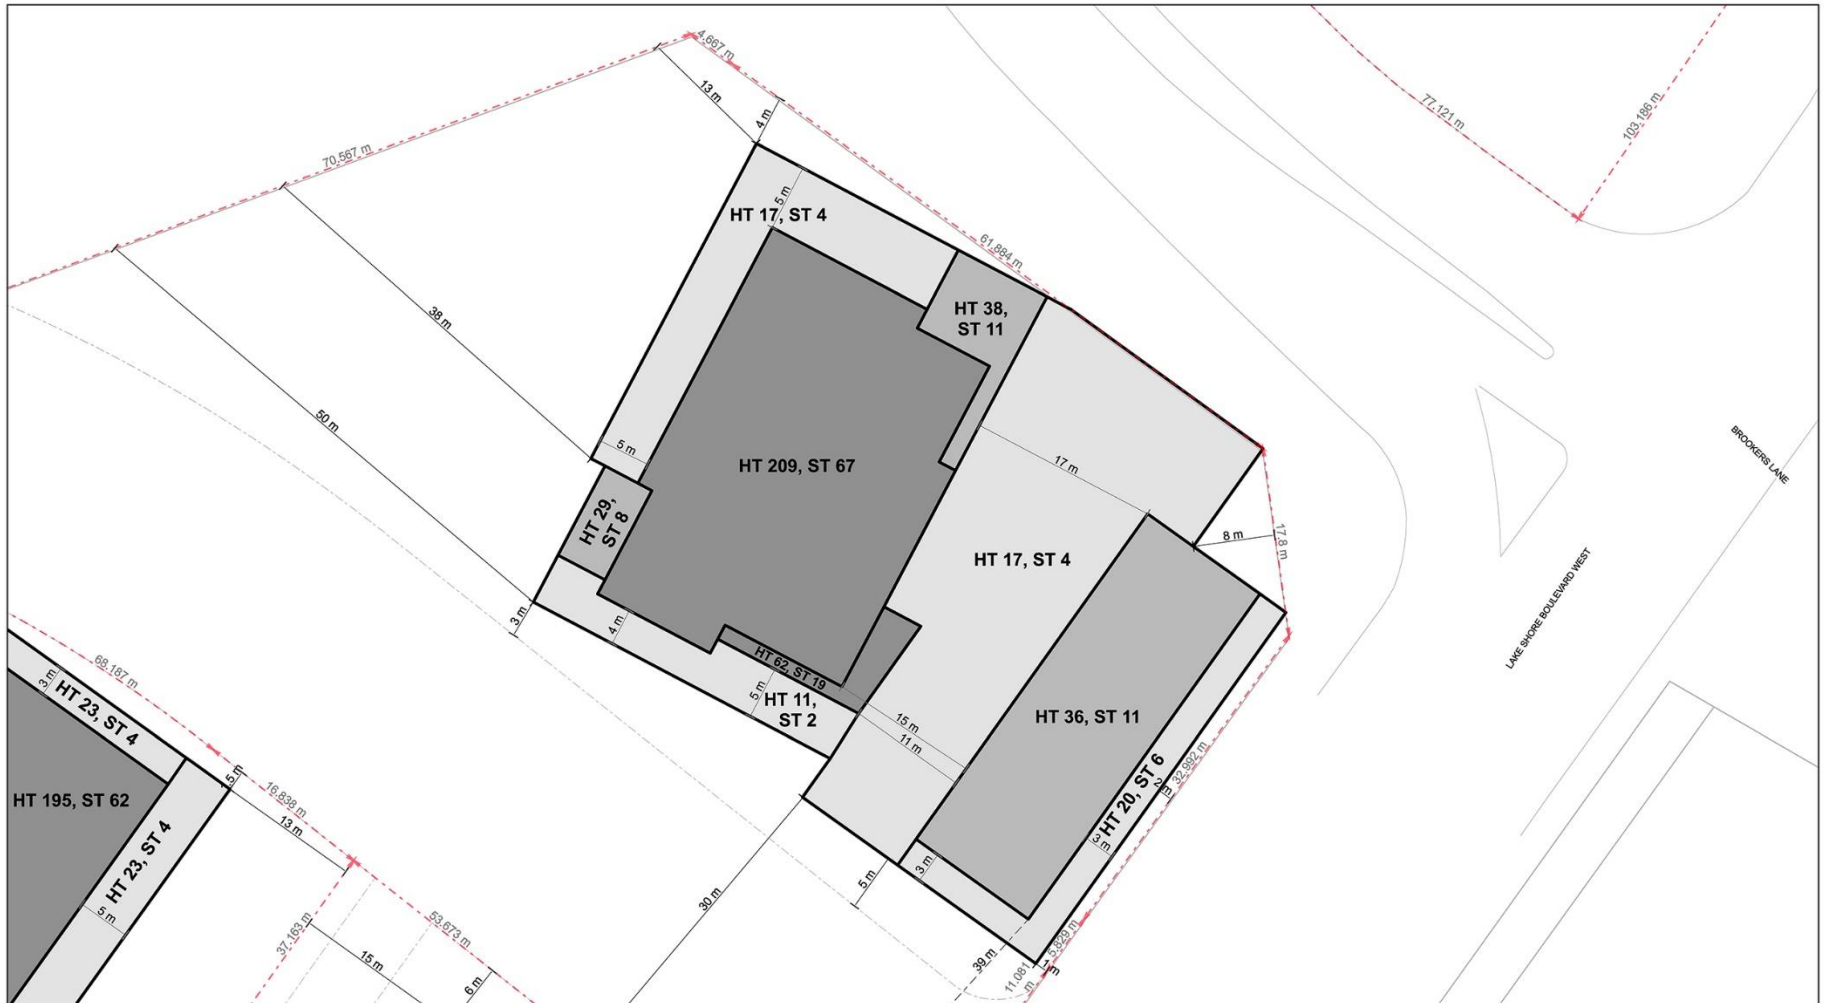 4.667 m
13 m
4 m
77.121 m
103.186 m
70.567 m
5 m
HT 17, ST 4
61.884 m
38 m
HT 38,
ST 11
50 m
5 m
HT 209, ST 67
17 m
BROOKERS LANE
HT 29,
ST 8
8 m
17.8 m
HT 17, ST 4
LAKE SHORE BOULEVARD WEST
3 m
4 m
HT 62, ST 19
5 m
HT 11,
ST 2
15 m
11 m
HT 36, ST 11
68.187 m
3 m
HT 23, ST 4
5 m
HT 195, ST 62
16.838 m
13 m
HT 23, ST 4
5 m
32.992 m
2 m
HT 20, ST 6
3 m
3 m
5 m
30 m
37.163 m
53.673 m
15 m
6 m
39 m
5.829 m
1 m
11.081
m